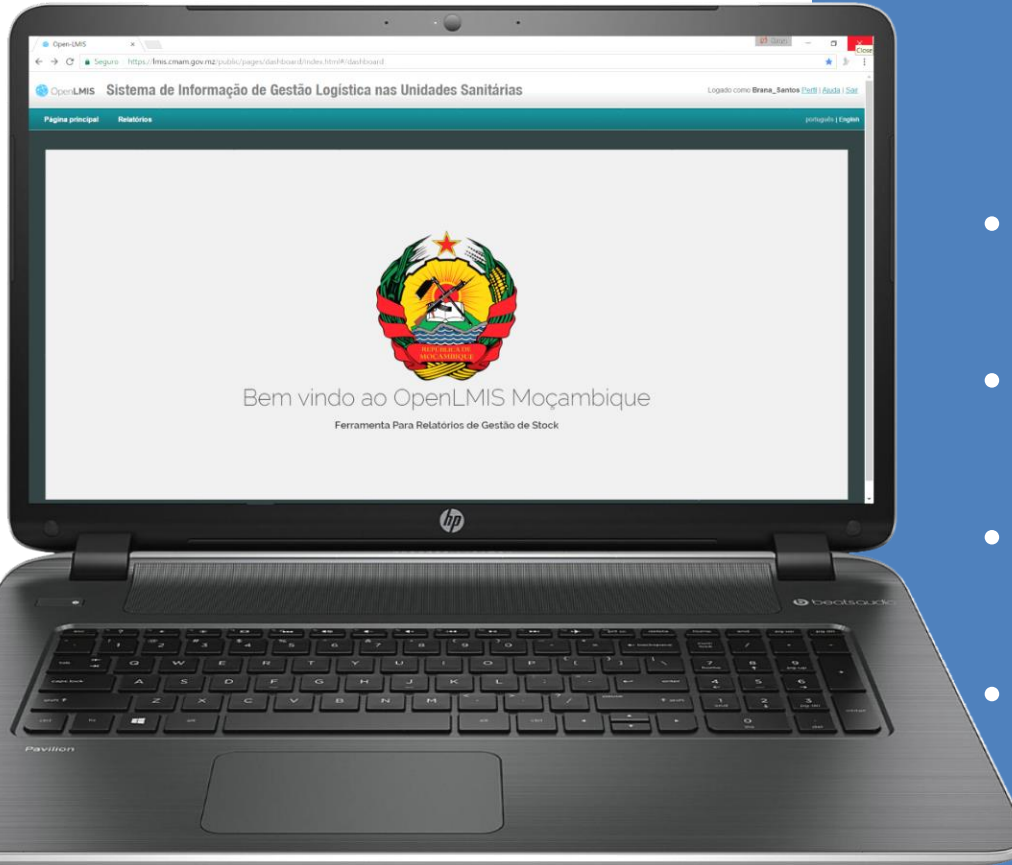 Open-LMIS
Close
Seguro https://lmis.cmam.gov.mz/public/pages/dashboard/index.html#/dashboard
OpenLMIS Sistema de Informação de Gestão Logística nas Unidades Sanitárias
Logado como Brana_Santos Perfil | Ajuda | Sair
Página principal Relatórios
português | English
REPÚBLICA DE
MOÇAMBIQUE
Bem vindo ao OpenLMIS Moçambique
Ferramenta Para Relatórios de Gestão de Stock
hp
beatsaudio
Q W E R T Y U I O P
A S D F G H J K L
Z X C V B N M
Pavilion